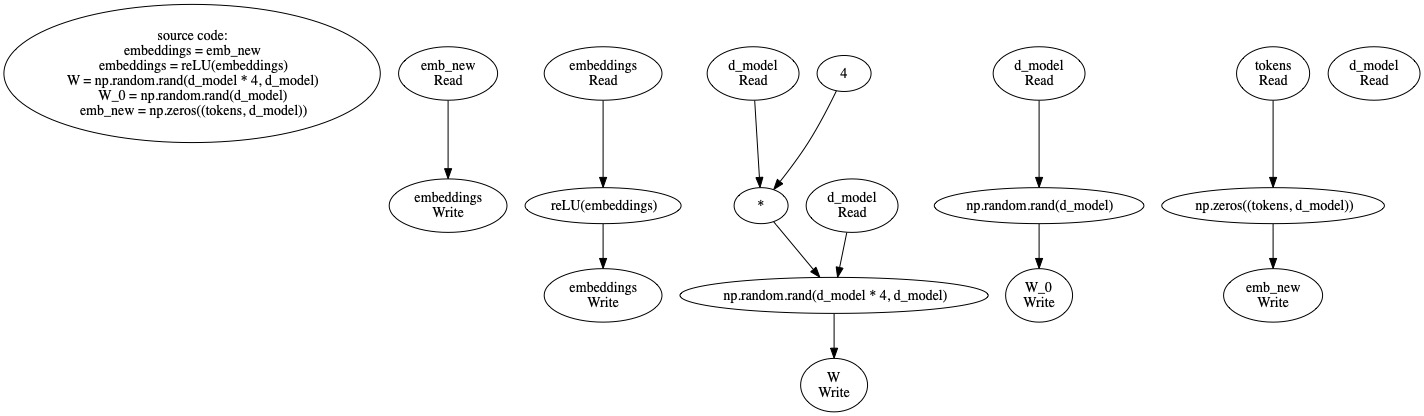 source code:
embeddings = emb_new
embeddings = reLU(embeddings)
W = np.random.rand(d_model * 4, d_model)
W_0 = np.random.rand(d_model)
emb_new = np.zeros((tokens, d_model))
emb_new
Read
embeddings
Read
d_model
Read
4
d_model
Read
tokens
Read
d_model
Read
embeddings
Write
reLU(embeddings)
*
d_model
Read
np.random.rand(d_model)
np.zeros((tokens, d_model))
embeddings
Write
np.random.rand(d_model * 4, d_model)
W_0
Write
emb_new
Write
W
Write